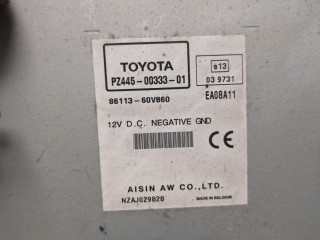 TOYOTA
PZ445-00333-01
e13
03 9731
86113-60V860
EA08A11
12V D.C. NEGATIVE GND
CE
AISIN AW CO.,LTD.
NZAJ029820
MADE IN BELGIUM